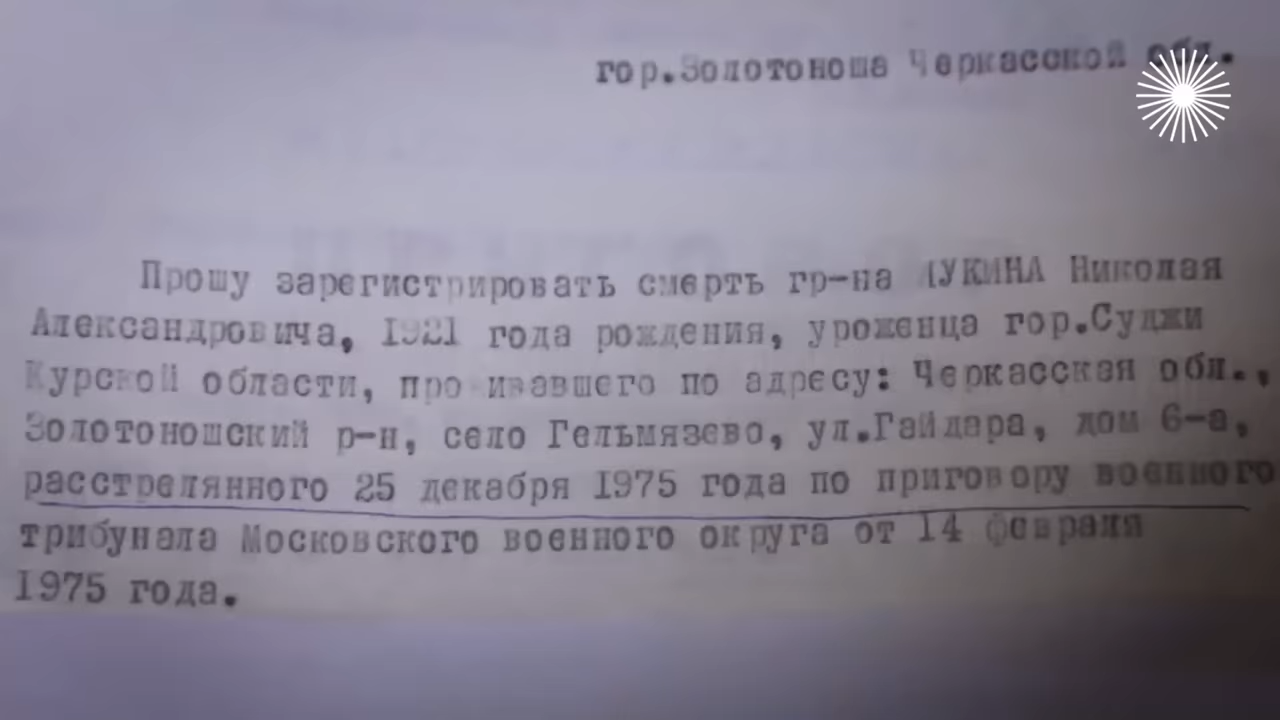 гор.Золотоноша Черкасской обл.
Прошу зарегистрировать смерть гр-на ЛУКИНА Николая
Александровича, 1921 года рождения, уроженца гор.Суджи
Курской области, проживавшего по адресу: Черкасская обл.,
Золотоношский р-н, село Гельмязево, ул.Гайдара, дом 6-а,
расстрелянного 25 декабря 1975 года по приговору военного
трибунала Московского военного округа от 14 февраля
1975 года.